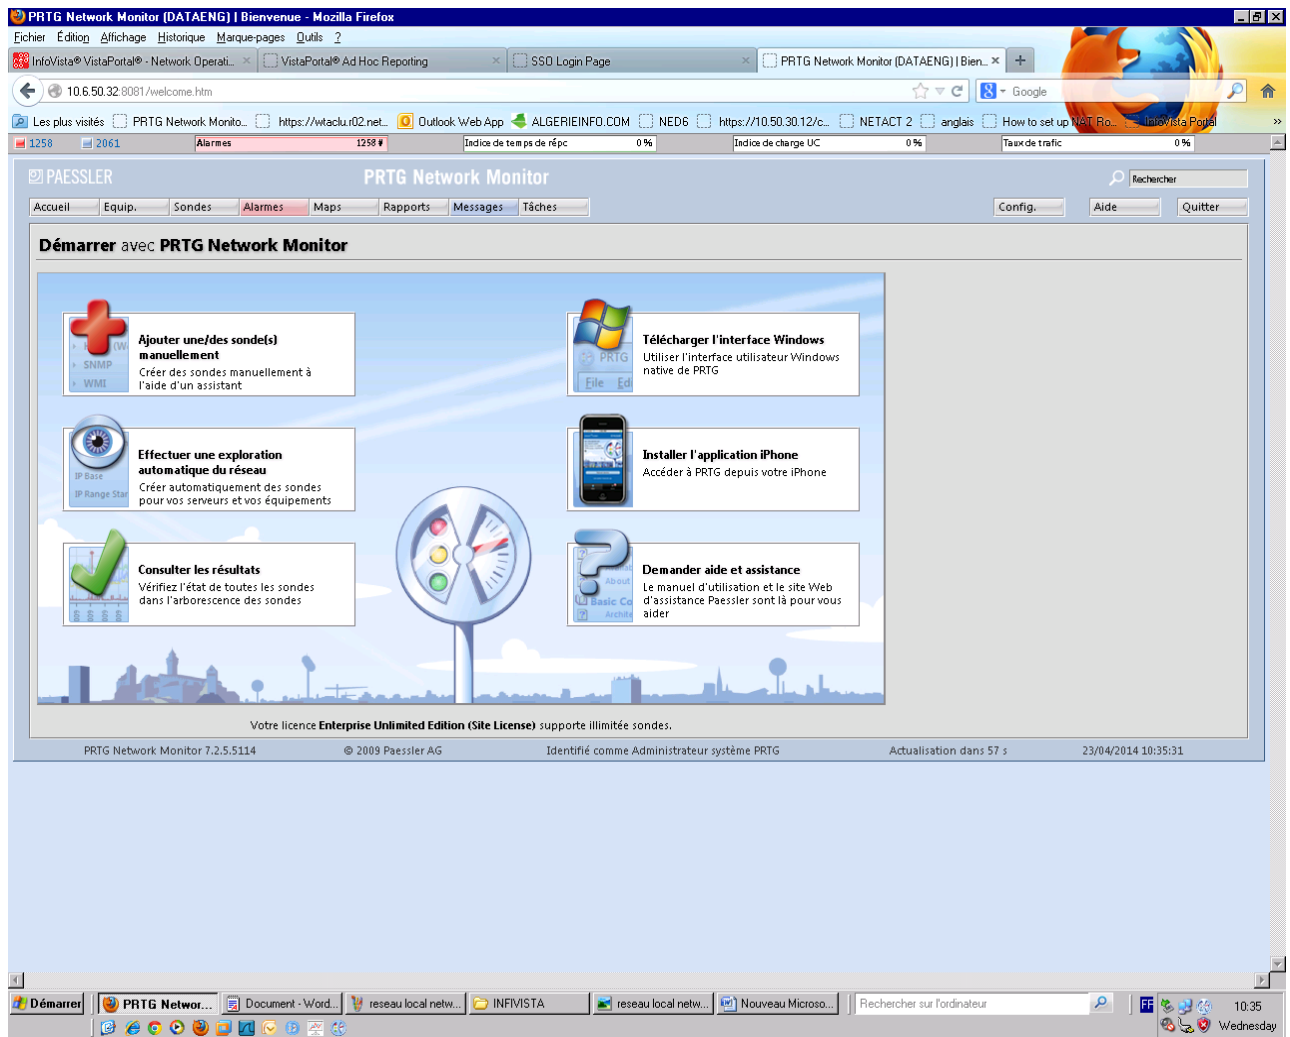 PRTG Network Monitor (DATAENG) | Bienvenue - Mozilla Firefox
Fichier Édition Affichage Historique Marque-pages Outils ?
InfoVista® VistaPortal® - Network Operati... VistaPortal® Ad Hoc Reporting SSO Login Page PRTG Network Monitor (DATAENG) | Bien...
10.6.50.32:8081/welcome.htm Google
Les plus visités PRTG Network Monito... https://wtaclu.r02.net... Outlook Web App ALGERIEINFO.COM NED6 https://10.50.30.12/c... NETACT 2 anglais How to set up NAT Ro... InfoVista Portal »
1258 2061 Alarmes 1258 # Indice de temps de répc 0 % Indice de charge UC 0 % Taux de trafic 0 %
PAESSLER PRTG Network Monitor Rechercher
Accueil Equip. Sondes Alarmes Maps Rapports Messages Tâches Config. Aide Quitter
Démarrer avec PRTG Network Monitor
Ajouter une/des sonde(s)
manuellement
Créer des sondes manuellement à
l'aide d'un assistant
SNMP
WMI
Télécharger l'interface Windows
Utiliser l'interface utilisateur Windows
native de PRTG
PRTG
File Edi
Effectuer une exploration
automatique du réseau
Créer automatiquement des sondes
pour vos serveurs et vos équipements
IP Base
IP Range Star
Installer l'application iPhone
Accéder à PRTG depuis votre iPhone
Consulter les résultats
Vérifiez l'état de toutes les sondes
dans l'arborescence des sondes
Demander aide et assistance
Le manuel d'utilisation et le site Web
d'assistance Paessler sont là pour vous
aider
About
Basic Co
Archite
Votre licence Enterprise Unlimited Edition (Site License) supporte illimitée sondes.
PRTG Network Monitor 7.2.5.5114 © 2009 Paessler AG Identifié comme Administrateur système PRTG Actualisation dans 57 s 23/04/2014 10:35:31
Démarrer PRTG Networ... Document - Word... reseau local netw... INFIVISTA reseau local netw... Nouveau Microso... Rechercher sur l'ordinateur FF 10:35
Wednesday